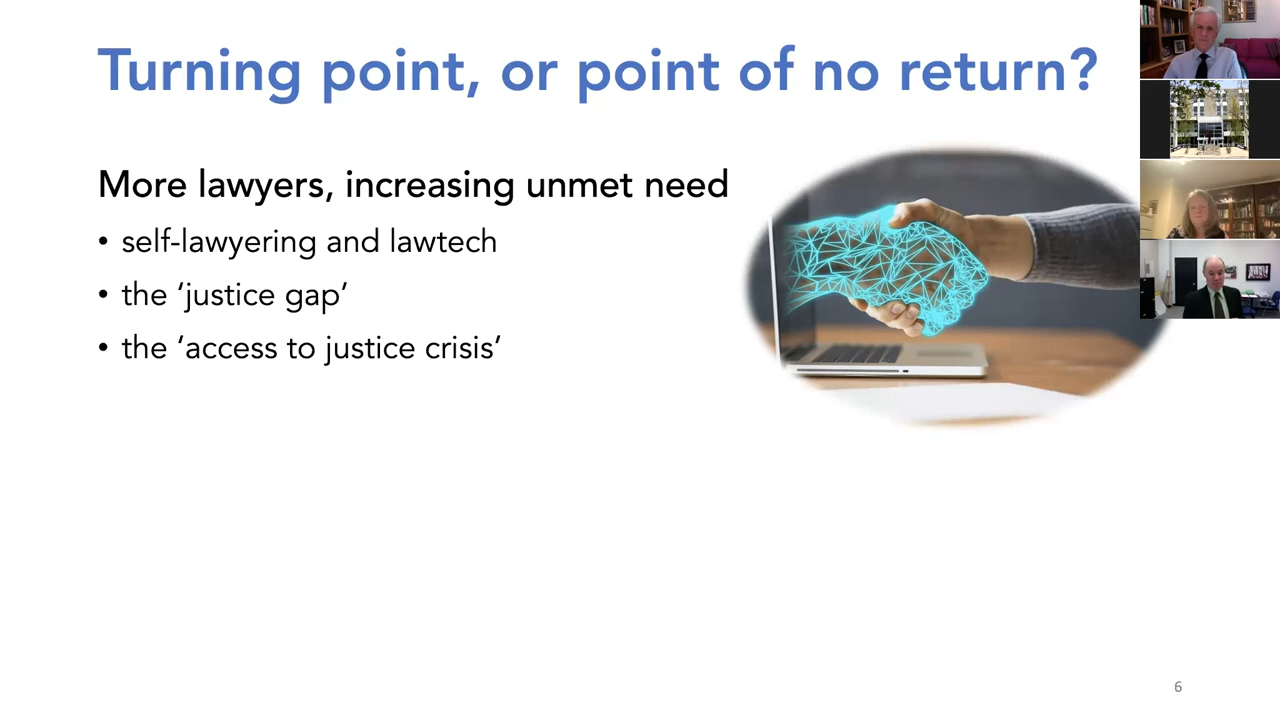 Turning point, or point of no return?
More lawyers, increasing unmet need
• self-lawyering and lawtech
• the ‘justice gap’
• the ‘access to justice crisis’
6